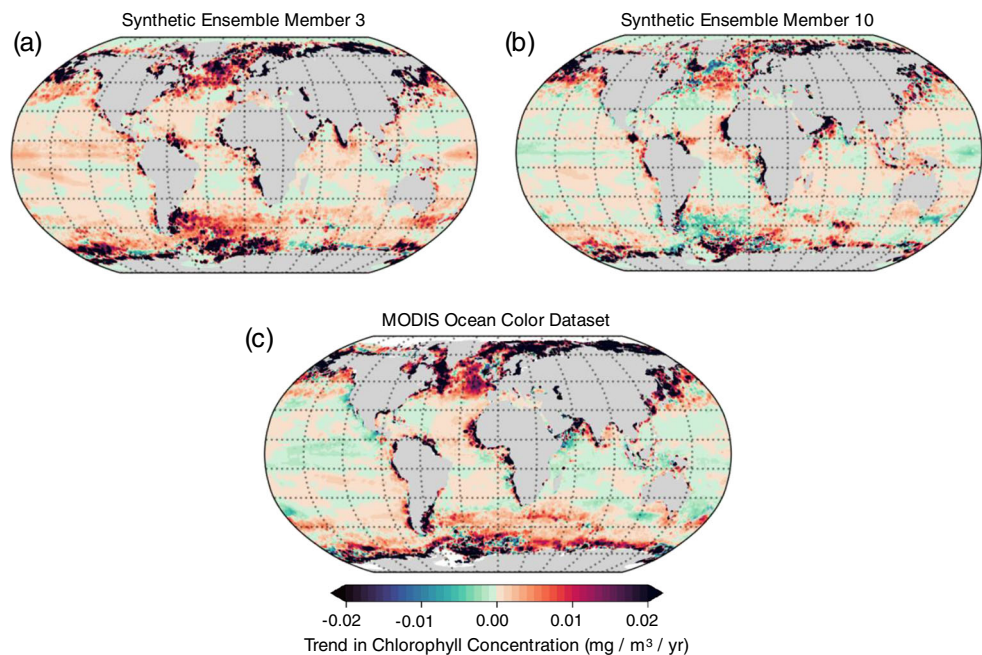 Synthetic Ensemble Member 3
Synthetic Ensemble Member 10
(a)
(b)
MODIS Ocean Color Dataset
(c)
-0.02 -0.01 0.00 0.01 0.02
Trend in Chlorophyll Concentration (mg / m³ / yr)